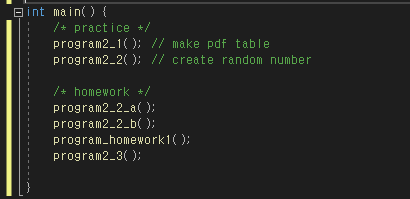 int main() {
/* practice */
program2_1(); // make pdf table
program2_2(); // create random number
/* homework */
program2_2_a();
program2_2_b();
program_homework1();
program2_3();
}